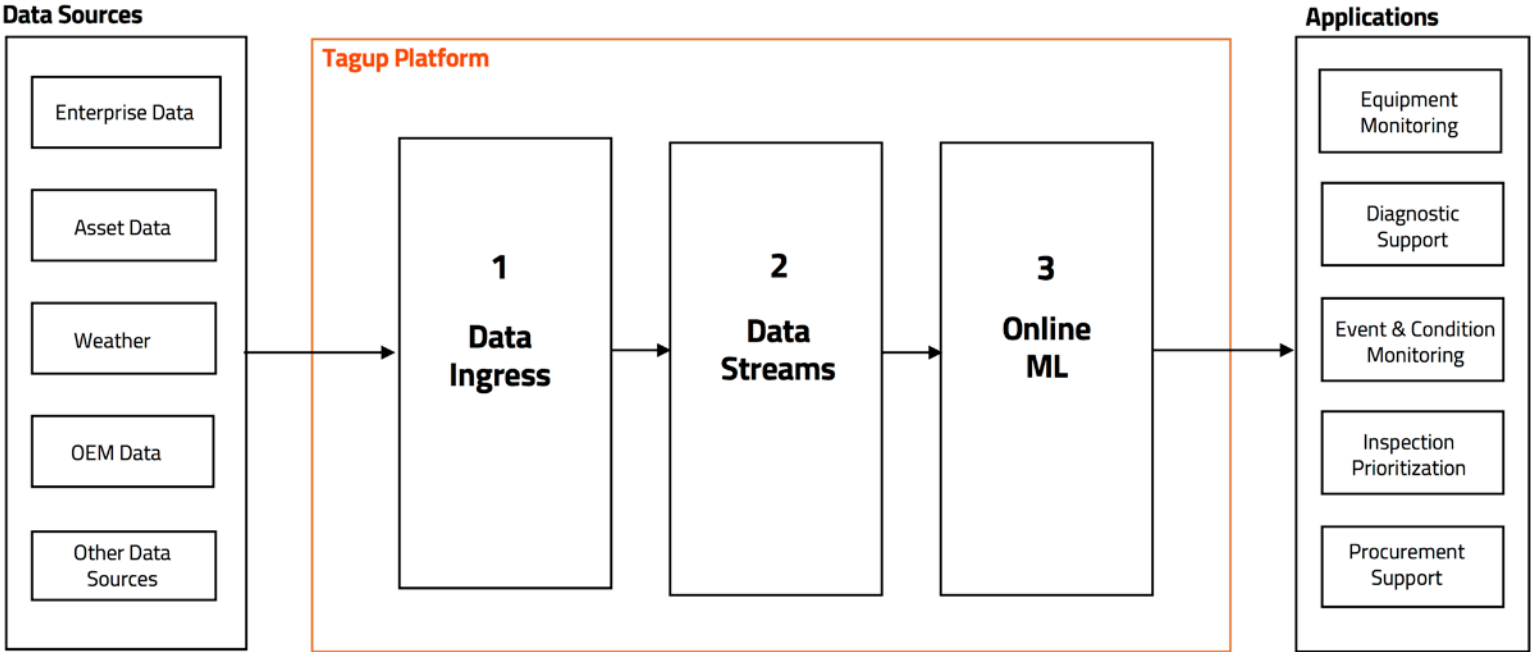 Data Sources
Enterprise Data
Asset Data
Weather
OEM Data
Other Data
Sources
Tagup Platform
1
Data
Ingress
2
Data
Streams
3
Online
ML
Applications
Equipment
Monitoring
Diagnostic
Support
Event & Condition
Monitoring
Inspection
Prioritization
Procurement
Support